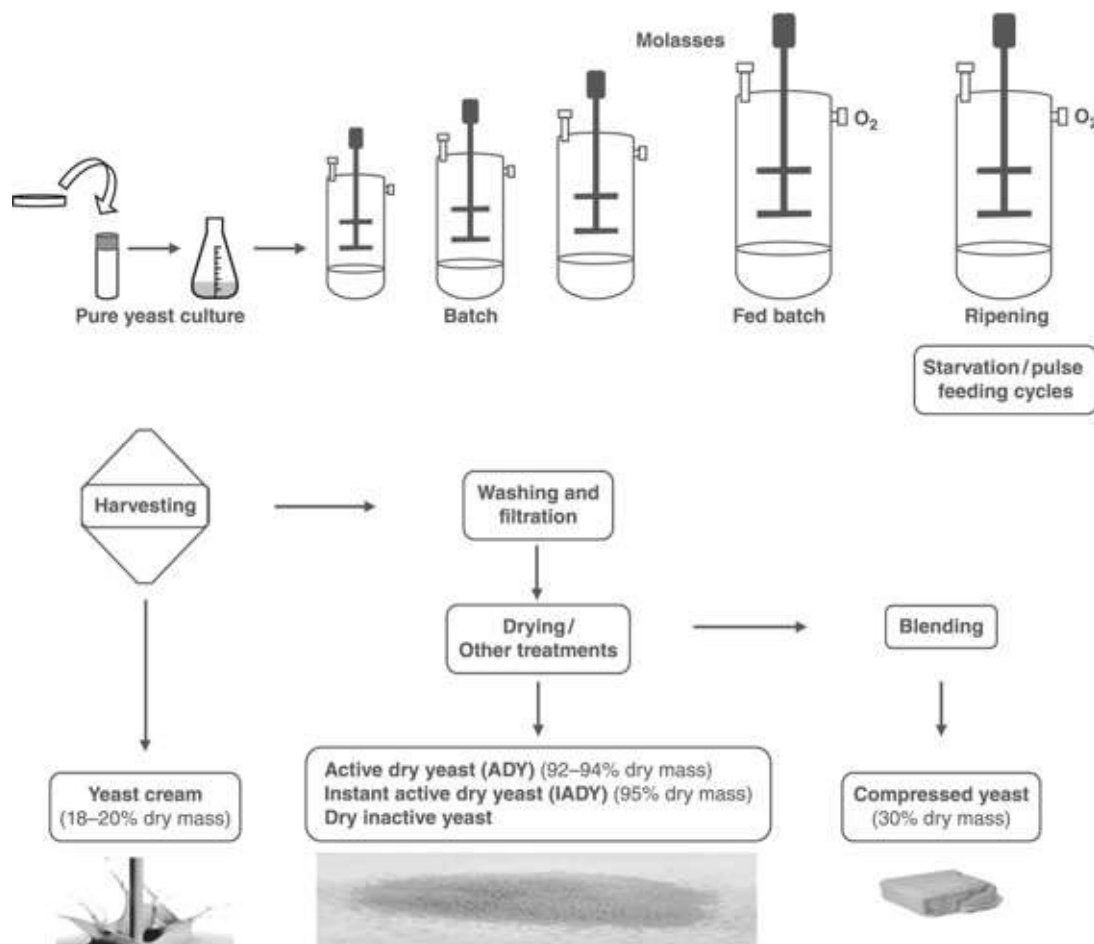 Molasses
O2
O2
Pure yeast culture
Batch
Fed batch
Ripening
Starvation/pulse
feeding cycles
Harvesting
Washing and
filtration
Drying/
Other treatments
Blending
Yeast cream
(18–20% dry mass)
Active dry yeast (ADY) (92–94% dry mass)
Instant active dry yeast (IADY) (95% dry mass)
Dry inactive yeast
Compressed yeast
(30% dry mass)